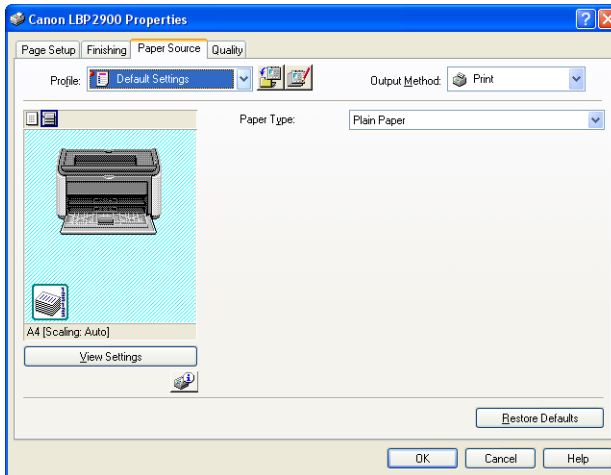 Canon LBP2900 Properties
Page Setup Finishing Paper Source Quality
Profile: Default Settings Output Method: Print
Paper Type: Plain Paper
A4 [Scaling: Auto]
View Settings
Restore Defaults
OK Cancel Help